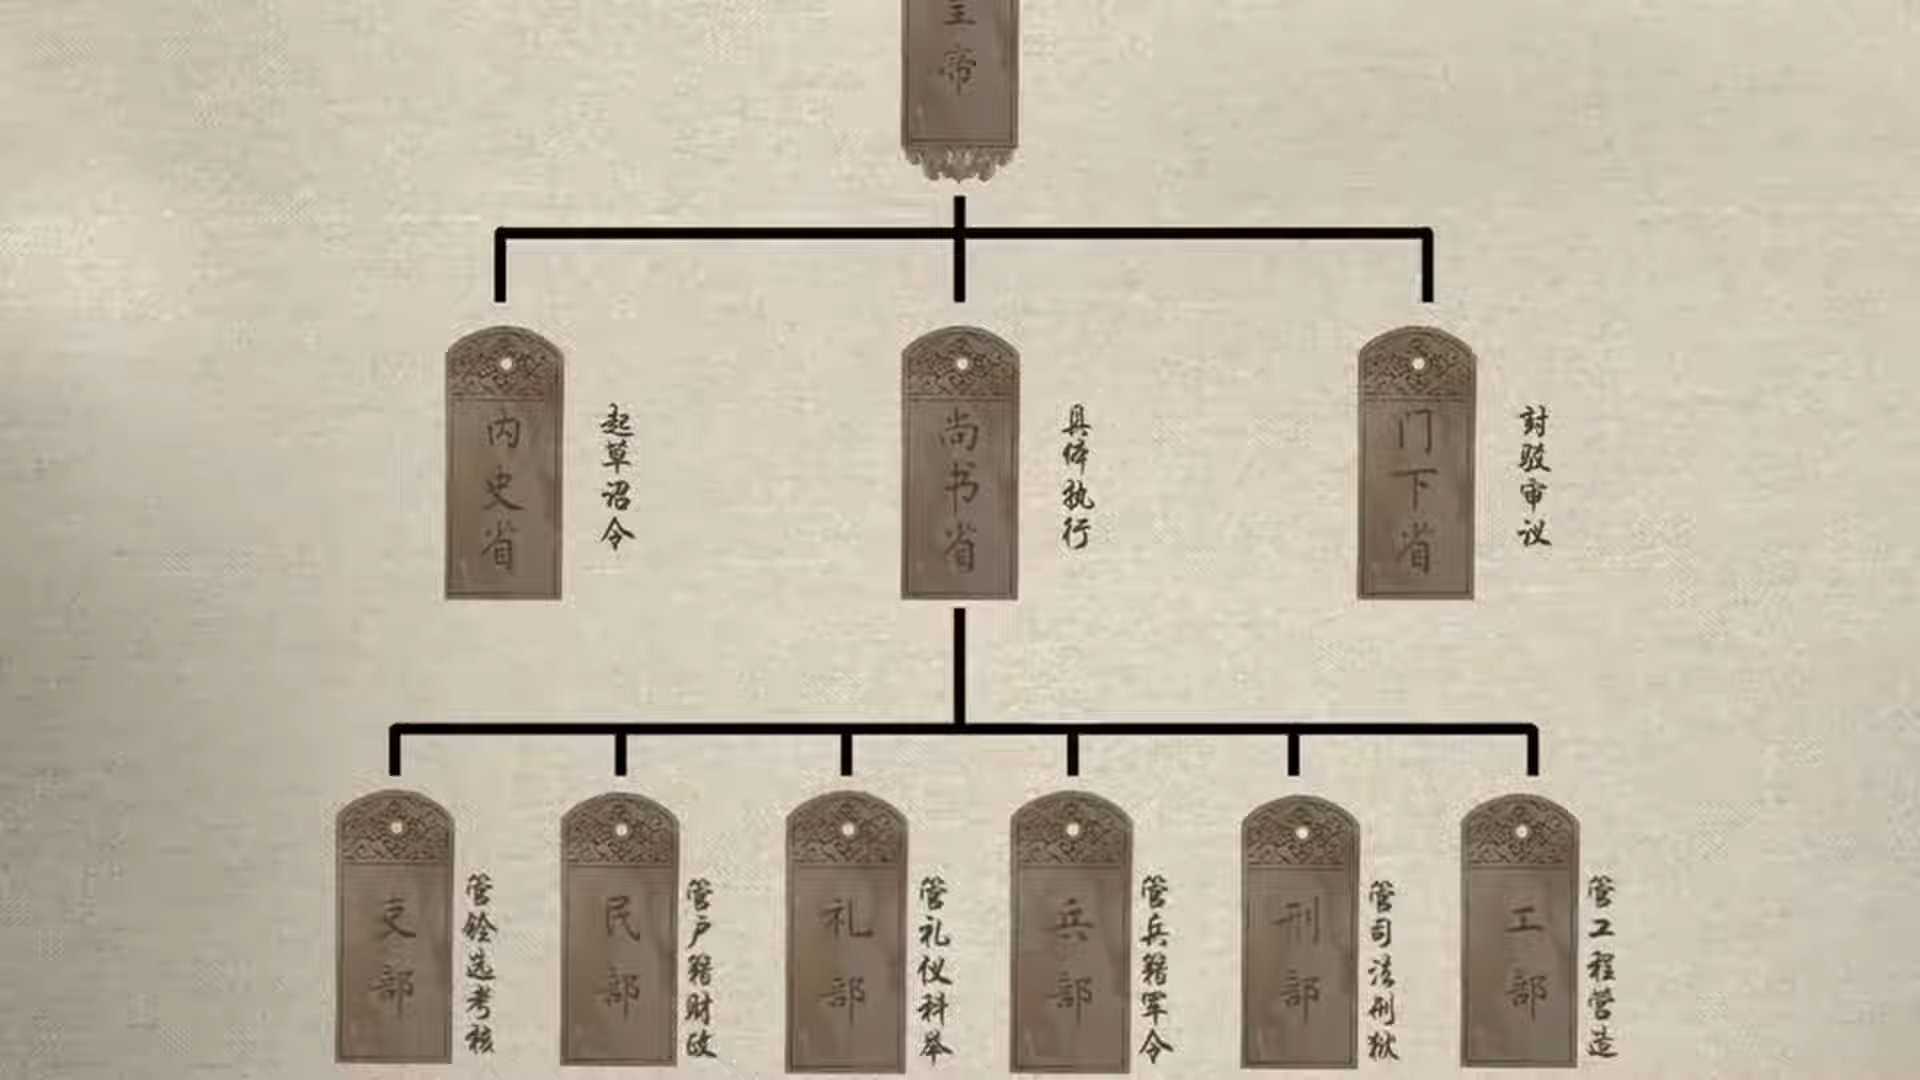 皇帝
内史省
起草诏令
尚书省
具体执行
门下省
封驳审议
吏部
管铨选考核
民部
管户籍财政
礼部
管礼仪科举
兵部
管兵籍军令
刑部
管司法刑狱
工部
管工程营造